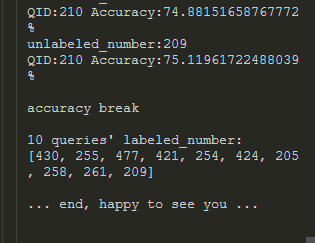 QID:210 Accuracy:74.88151658767772
%
unlabeled_number:209
QID:210 Accuracy:75.11961722488039
%
accuracy break
10 queries' labeled_number:
[430, 255, 477, 421, 254, 424, 205
, 258, 261, 209]
... end, happy to see you ...